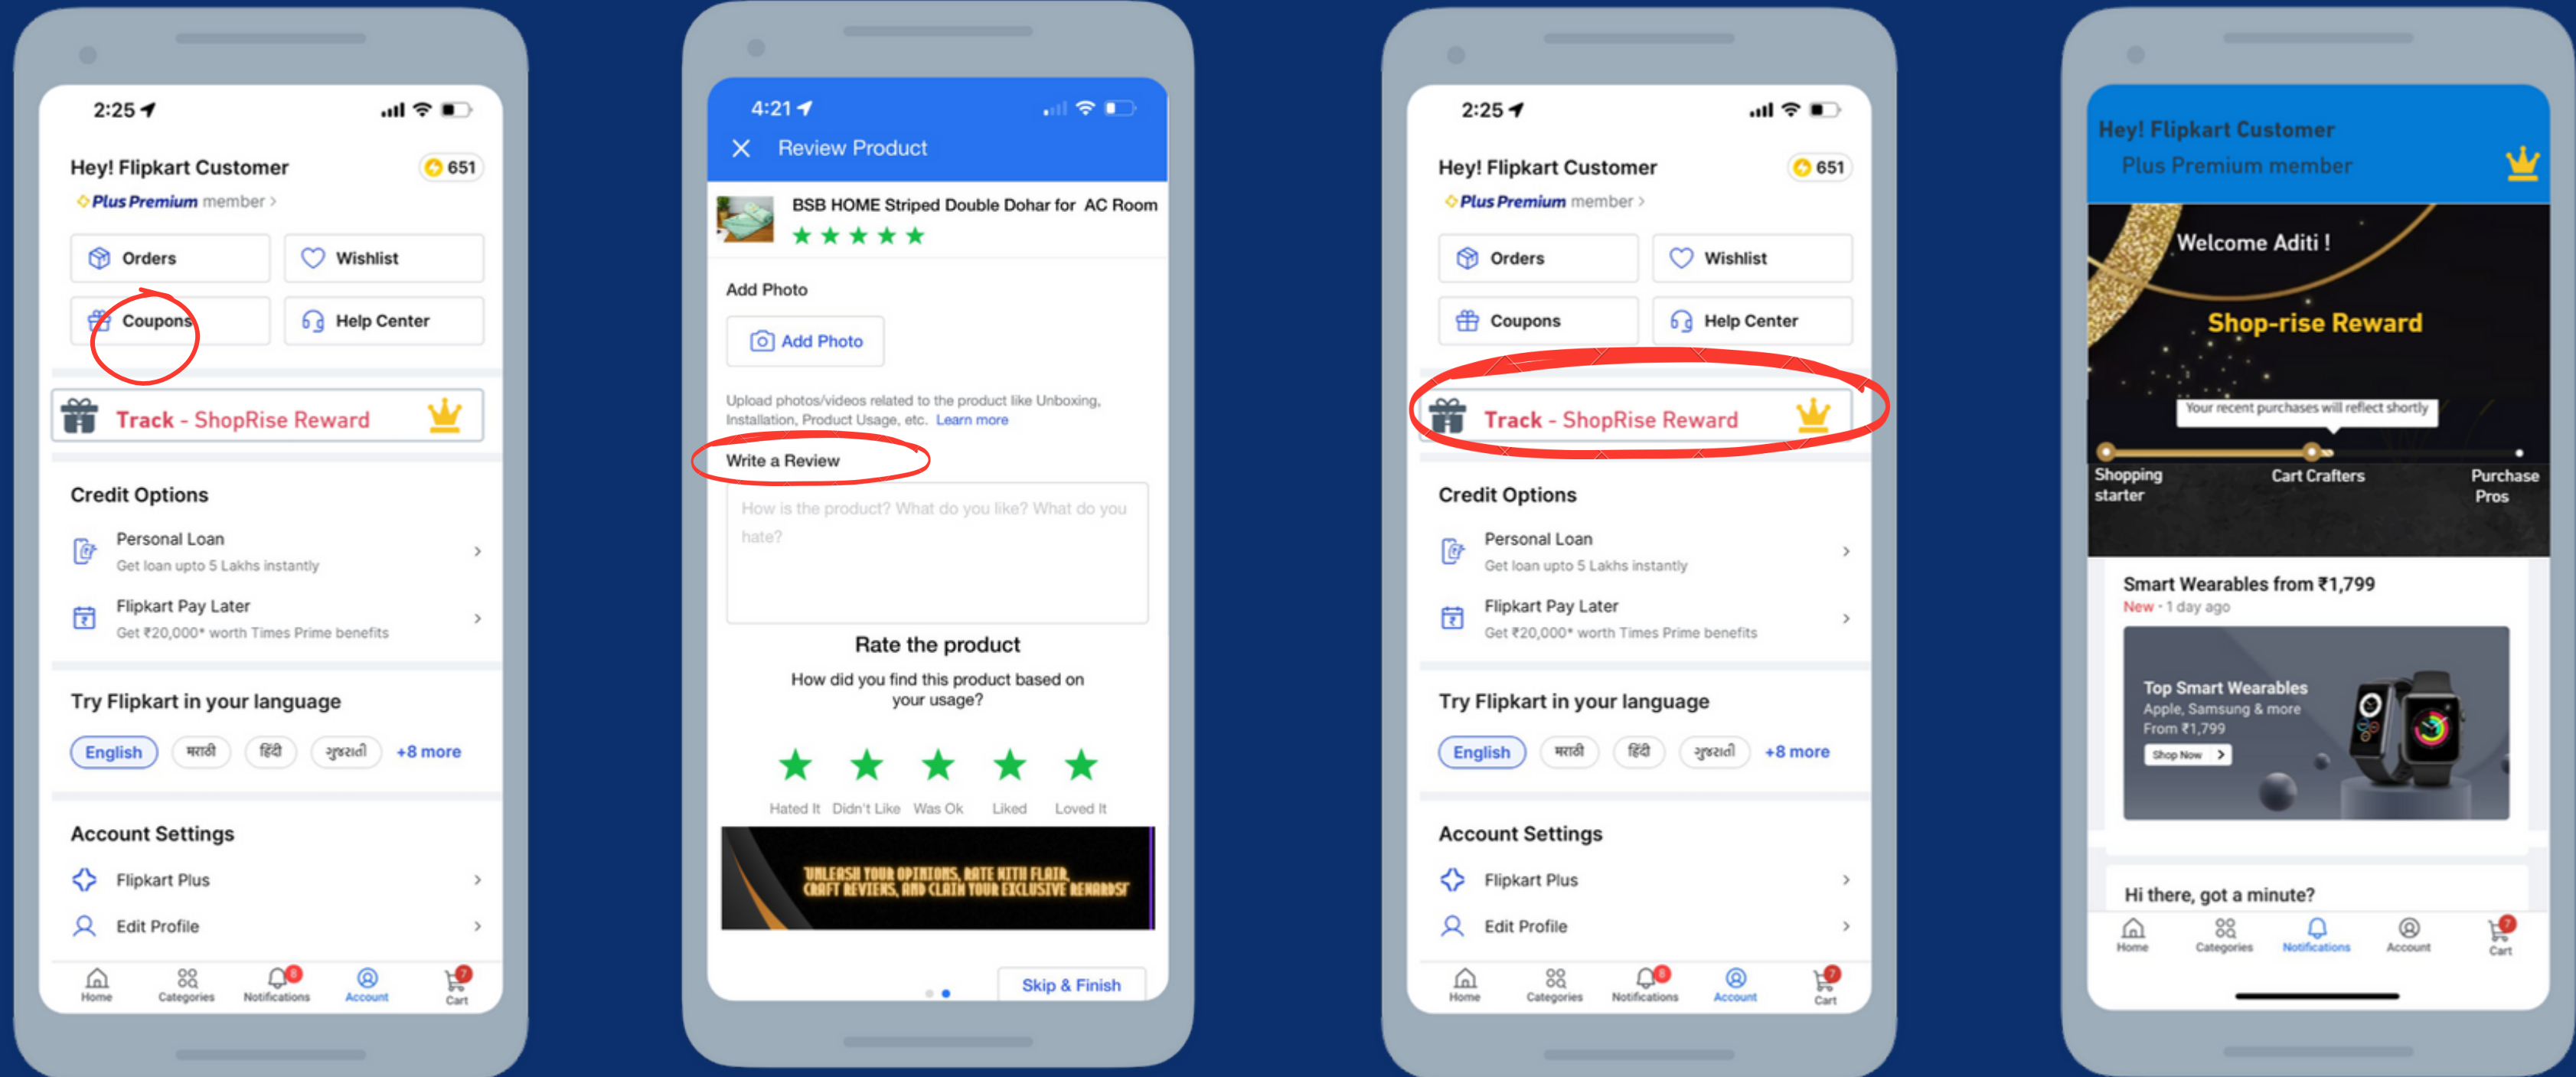 2:25
Hey! Flipkart Customer
651
Plus Premium member >
Orders
Wishlist
Coupons
Help Center
Track - ShopRise Reward
Credit Options
Personal Loan
Get loan upto 5 Lakhs instantly
Flipkart Pay Later
Get ₹20,000* worth Times Prime benefits
Try Flipkart in your language
English मराठी हिंदी ગુજરાતી +8 more
Account Settings
Flipkart Plus
Edit Profile
8
7
Home Categories Notifications Account Cart
4:21
Review Product
BSB HOME Striped Double Dohar for AC Room
Add Photo
Add Photo
Upload photos/videos related to the product like Unboxing,
Installation, Product Usage, etc. Learn more
Write a Review
How is the product? What do you like? What do you
hate?
Rate the product
How did you find this product based on
your usage?
Hated It Didn't Like Was Ok Liked Loved It
"UNLEASH YOUR OPINIONS, RATE WITH FLAIR,
CRAFT REVIEWS, AND CLAIM YOUR EXCLUSIVE REWARDS!"
Skip & Finish
2:25
Hey! Flipkart Customer
651
Plus Premium member >
Orders
Wishlist
Coupons
Help Center
Track - ShopRise Reward
Credit Options
Personal Loan
Get loan upto 5 Lakhs instantly
Flipkart Pay Later
Get ₹20,000* worth Times Prime benefits
Try Flipkart in your language
English मराठी हिंदी ગુજરાતી +8 more
Account Settings
Flipkart Plus
Edit Profile
8
7
Home Categories Notifications Account Cart
Hey! Flipkart Customer
Plus Premium member
Welcome Aditi !
Shop-rise Reward
Your recent purchases will reflect shortly
Shopping
starter
Cart Crafters
Purchase
Pros
Smart Wearables from ₹1,799
New · 1 day ago
Top Smart Wearables
Apple, Samsung & more
From ₹1,799
Shop Now >
Hi there, got a minute?
7
Home Categories Notifications Account Cart